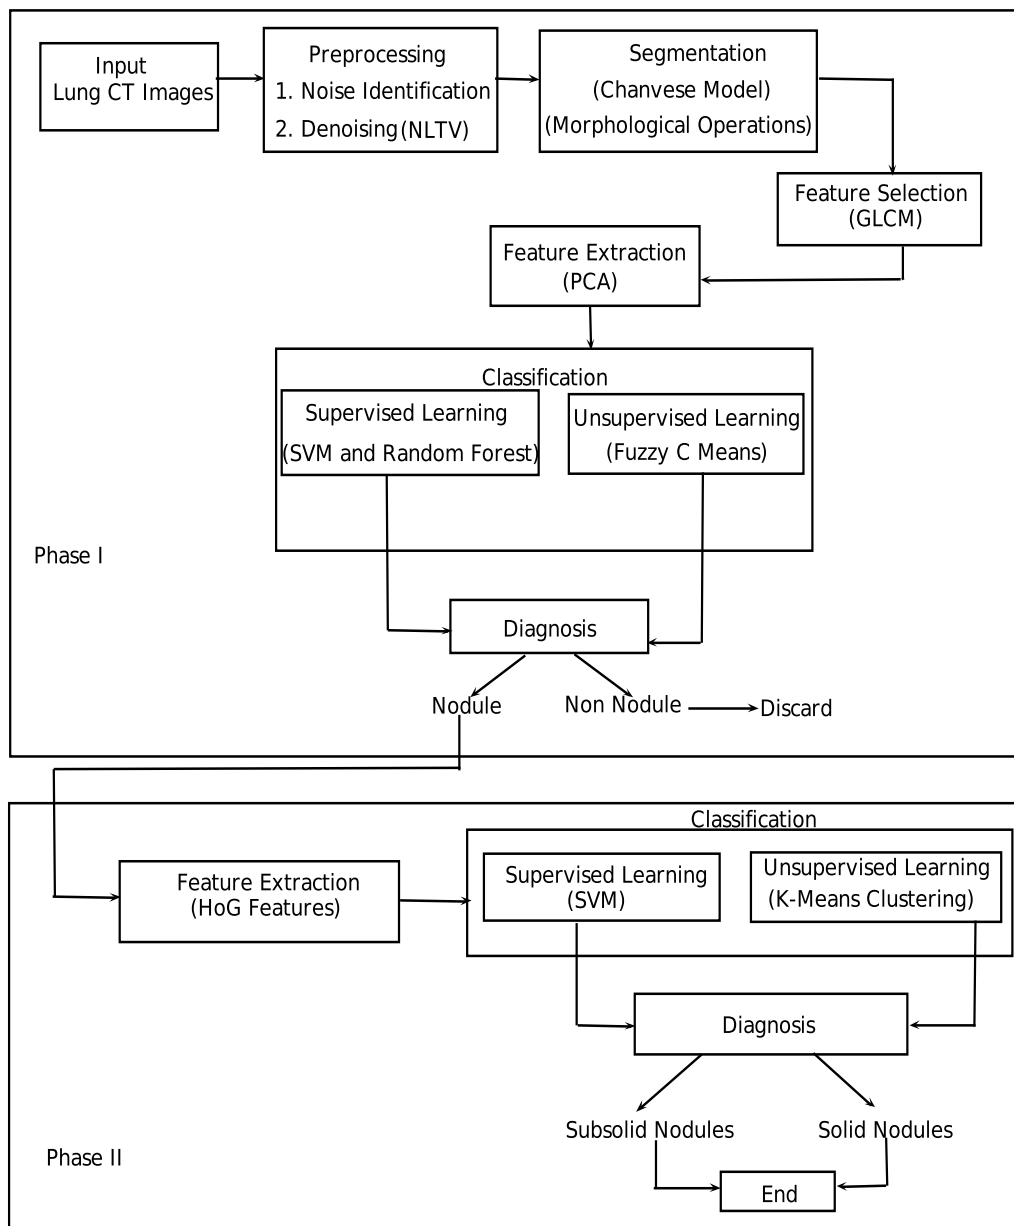 Input
Lung CT Images
Preprocessing
1. Noise Identification
2. Denoising(NLTV)
Segmentation
(Chanvese Model)
(Morphological Operations)
Feature Selection
(GLCM)
Feature Extraction
(PCA)
Classification
Supervised Learning
(SVM and Random Forest)
Unsupervised Learning
(Fuzzy C Means)
Phase I
Diagnosis
Nodule
Non Nodule
Discard
Classification
Feature Extraction
(HoG Features)
Supervised Learning
(SVM)
Unsupervised Learning
(K-Means Clustering)
Diagnosis
Subsolid Nodules
Solid Nodules
Phase II
End